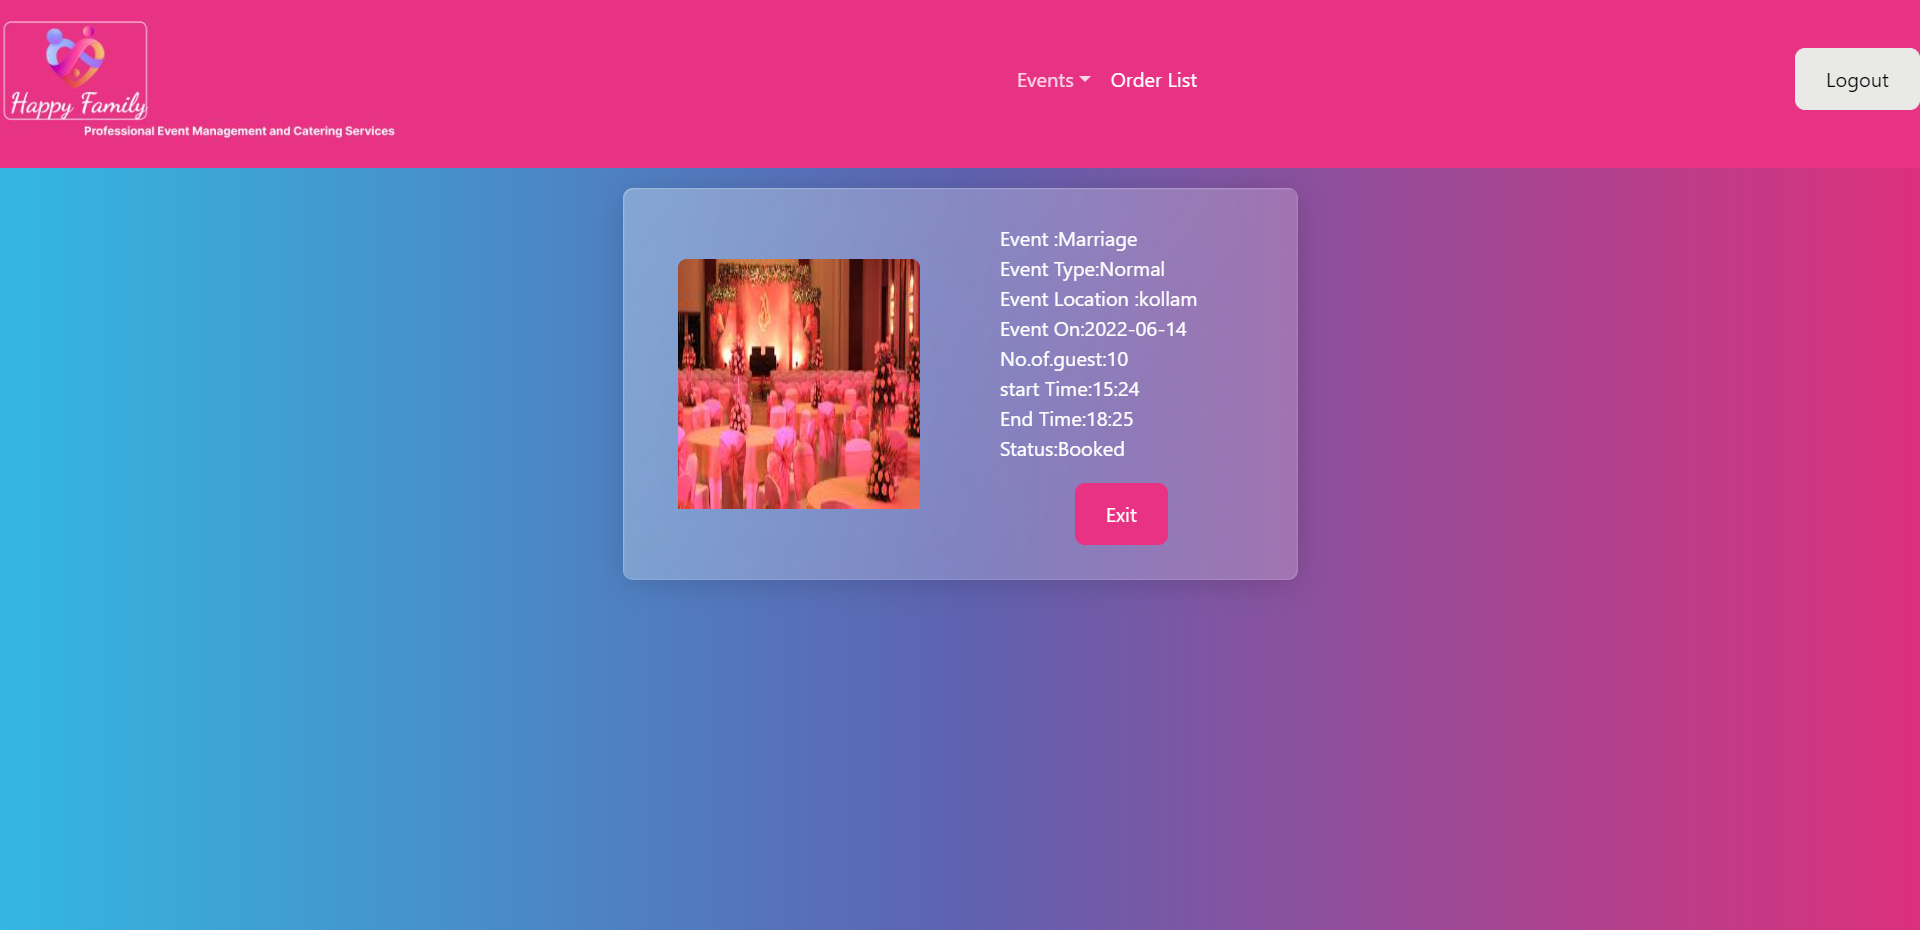 Happy Family
Professional Event Management and Catering Services
Events
Order List
Logout
Event :Marriage
Event Type:Normal
Event Location :kollam
Event On:2022-06-14
No.of.guest:10
start Time:15:24
End Time:18:25
Status:Booked
Exit